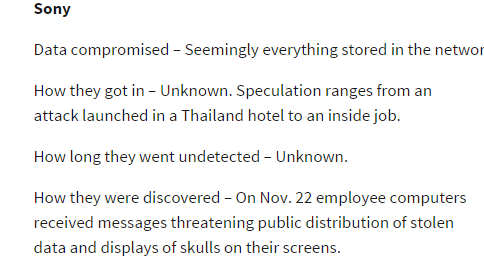 Sony
Data compromised – Seemingly everything stored in the networ
How they got in – Unknown. Speculation ranges from an
attack launched in a Thailand hotel to an inside job.
How long they went undetected – Unknown.
How they were discovered – On Nov. 22 employee computers
received messages threatening public distribution of stolen
data and displays of skulls on their screens.